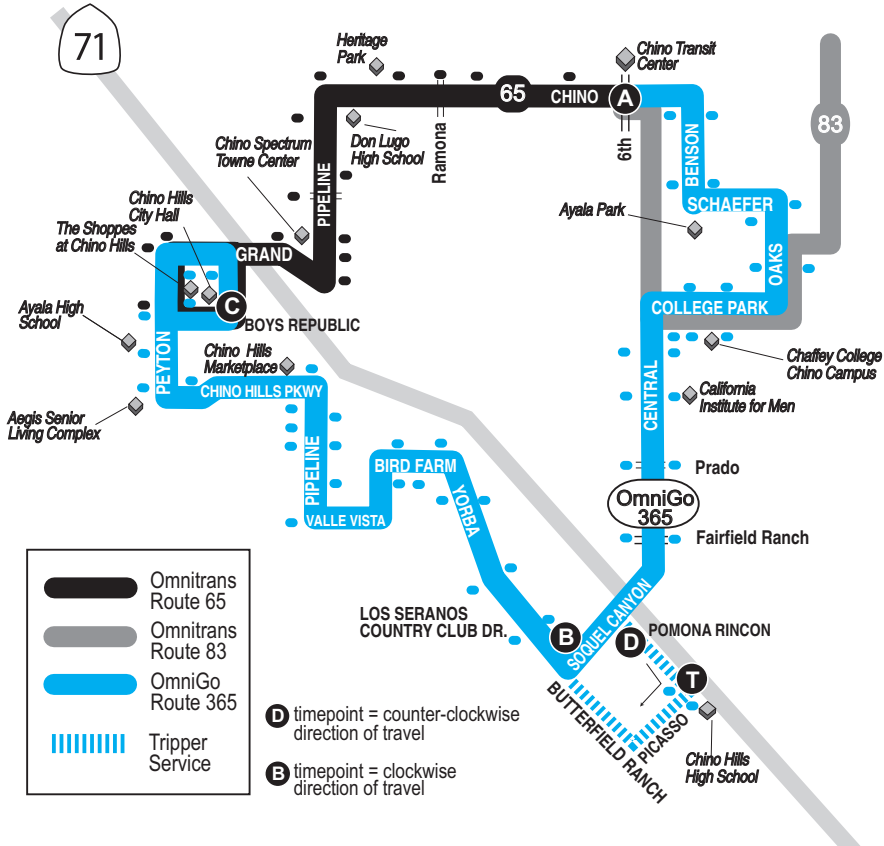 71
Heritage
Park
Chino Transit
Center
65
CHINO
A
83
Chino Spectrum
Towne Center
Don Lugo
High School
Ramona
6th
BENSON
PIPELINE
Chino Hills
City Hall
The Shoppes
at Chino Hills
Ayala Park
SCHAEFER
GRAND
OAKS
C
BOYS REPUBLIC
COLLEGE PARK
Ayala High
School
PEYTON
Chino Hills
Marketplace
Chaffey College
Chino Campus
CHINO HILLS PKWY
CENTRAL
California
Institute for Men
Aegis Senior
Living Complex
PIPELINE
BIRD FARM
Prado
YORBA
OmniGo
365
VALLE VISTA
Fairfield Ranch
Omnitrans
Route 65
Omnitrans
Route 83
OmniGo
Route 365
Tripper
Service
LOS SERANOS
COUNTRY CLUB DR.
B
SOQUEL CANYON
D
POMONA RINCON
T
BUTTERFIELD RANCH
PICASSO
Chino Hills
High School
D timepoint = counter-clockwise
direction of travel
B timepoint = clockwise
direction of travel